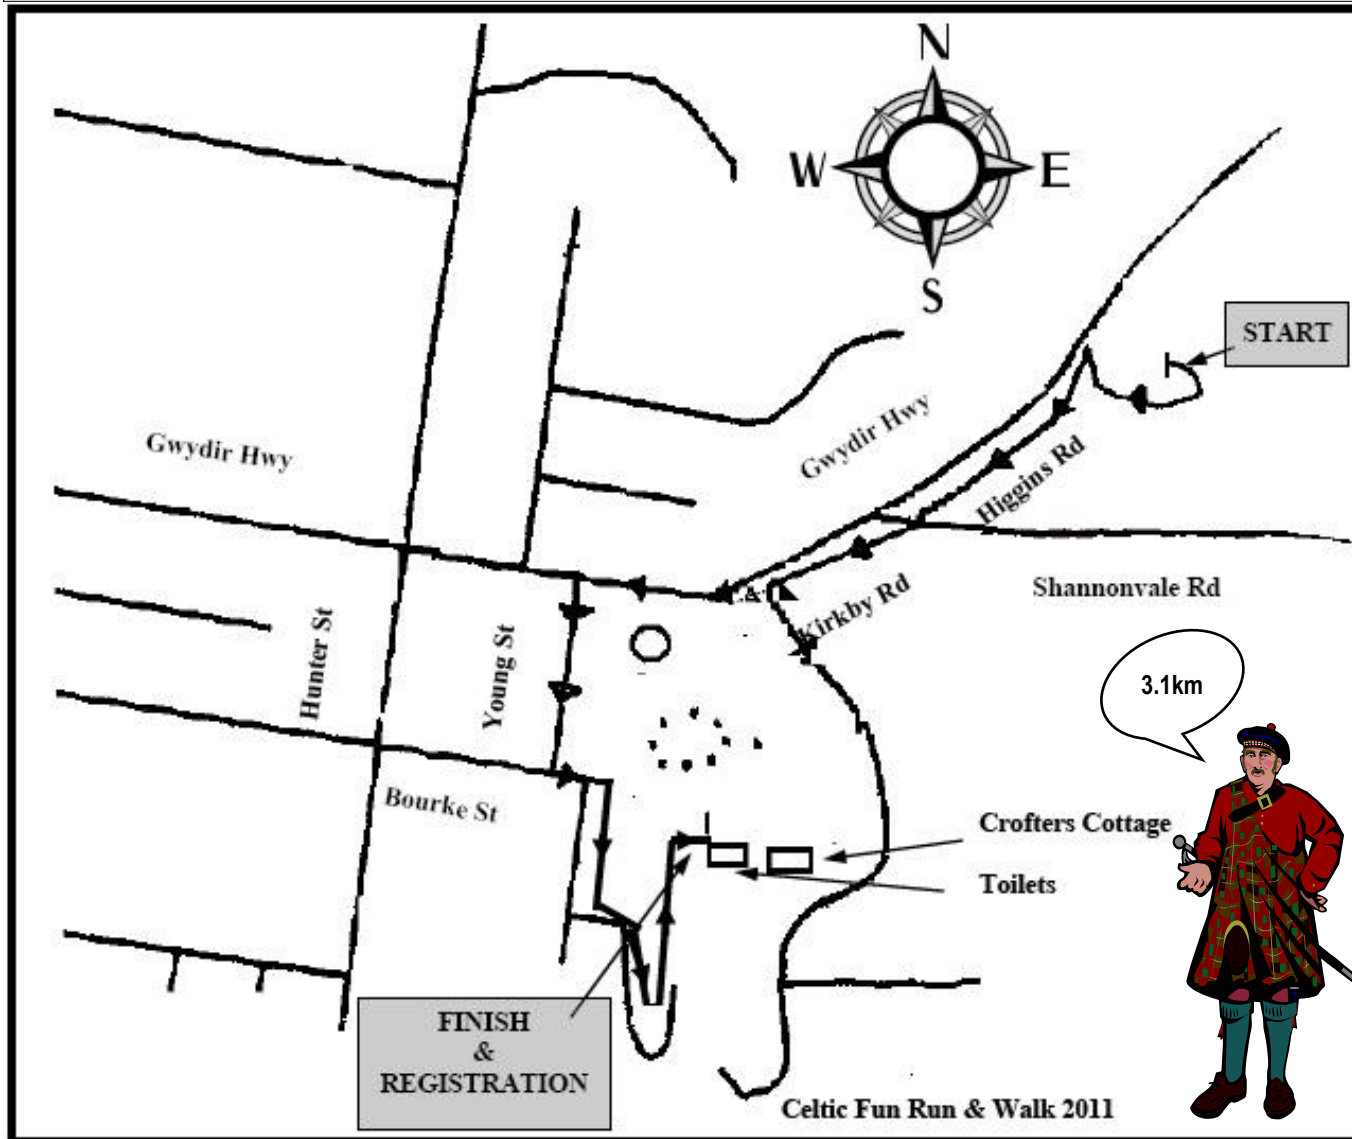 N
W E
S
START
Gwydir Hwy
Gwydir Hwy
Higgins Rd
Shannonvale Rd
Kirkby Rd
&
Hunter St
Young St
3.1km
Bourke St
Crofters Cottage
Toilets
FINISH
&
REGISTRATION
Celtic Fun Run & Walk 2011